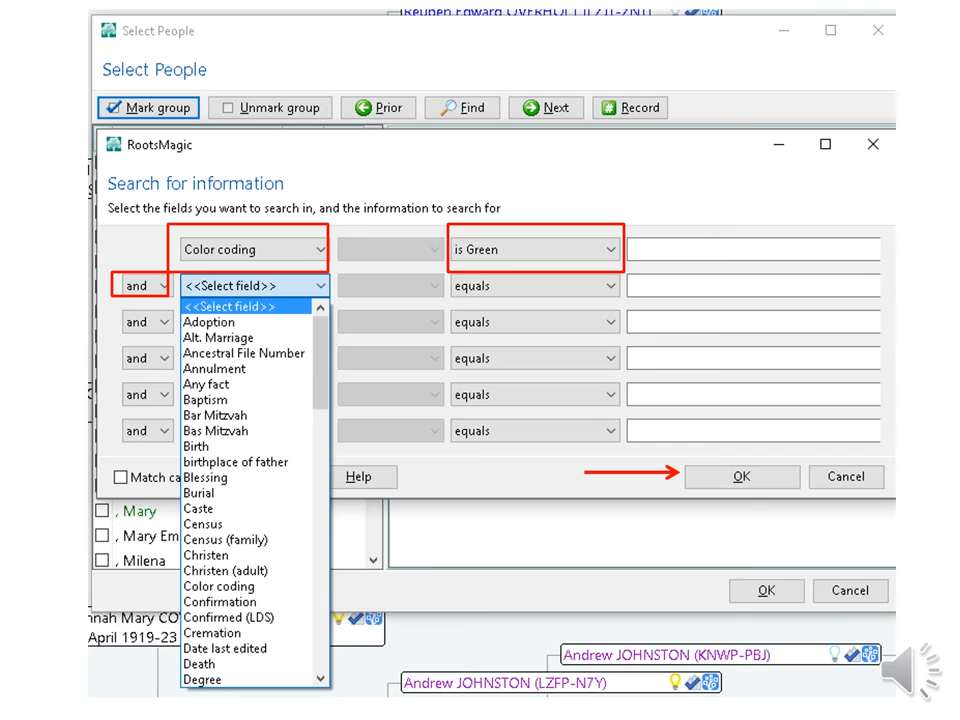 Reuben Edward OVERHOLT (LZJ1-ZN1)
Select People
Select People
Mark group Unmark group Prior Find Next Record
RootsMagic
Search for information
Select the fields you want to search in, and the information to search for
Color coding is Green
and <<Select field>> equals
and equals
and equals
and equals
and equals
<<Select field>>
Adoption
Alt. Marriage
Ancestral File Number
Annulment
Any fact
Baptism
Bar Mitzvah
Bas Mitzvah
Birth
birthplace of father
Blessing
Burial
Caste
Census
Census (family)
Christen
Christen (adult)
Color coding
Confirmation
Confirmed (LDS)
Cremation
Date last edited
Death
Degree
Match ca Help OK Cancel
, Mary
, Mary Em
, Milena
OK Cancel
nnah Mary CO
April 1919-23
Andrew JOHNSTON (KNWP-PBJ)
Andrew JOHNSTON (LZFP-N7Y)